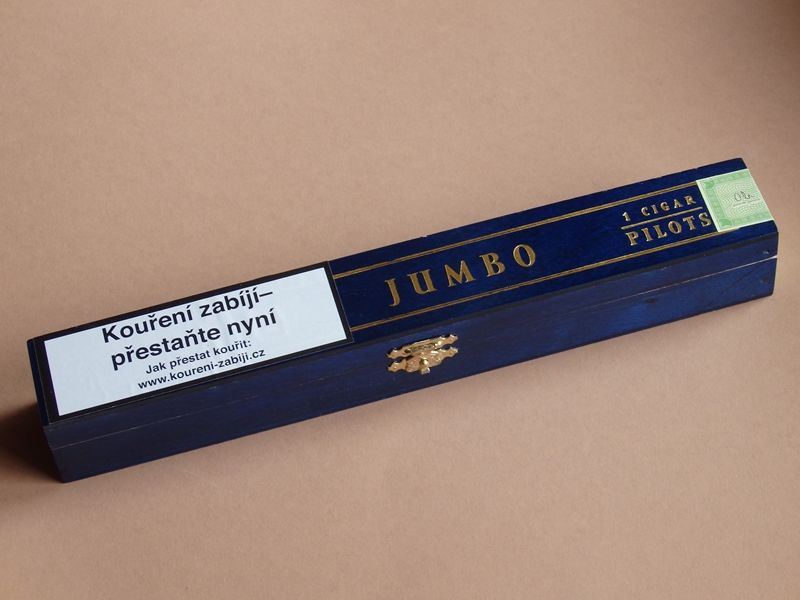 Kouření zabíjí–
přestaňte nyní
Jak přestat kouřit:
www.koureni-zabiji.cz
JUMBO
1 CIGAR
PILOTS